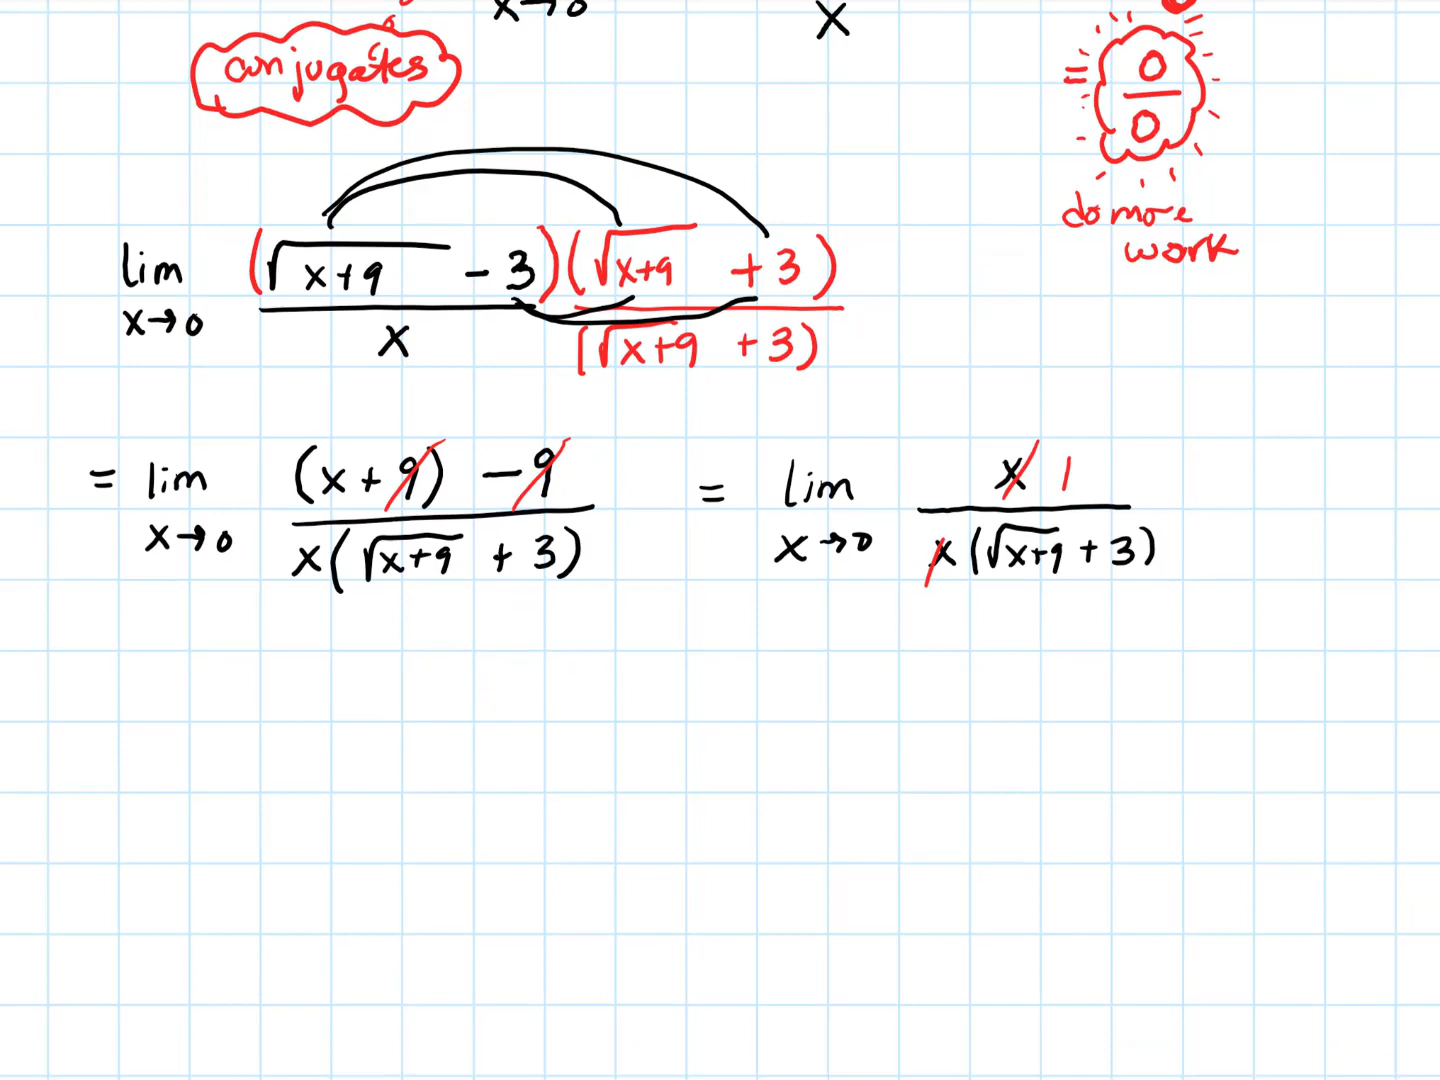 x→0
x
conjugates
= 0/0
do more
work
lim x→0 (√(x+9) - 3)(√(x+9) + 3) / x (√(x+9) + 3)
= lim x→0 (x+9) - 9 / x(√(x+9) + 3) = lim x→0 x 1 / x(√(x+9) + 3)